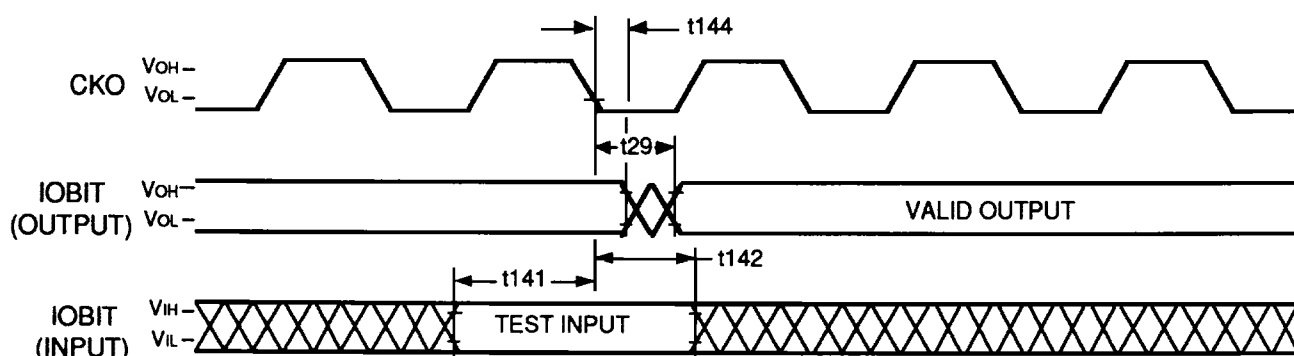 t144
CKO
VOH
VOL
t29
IOBIT
(OUTPUT)
VOH
VOL
VALID OUTPUT
t142
t141
IOBIT
(INPUT)
VIH
VIL
TEST INPUT